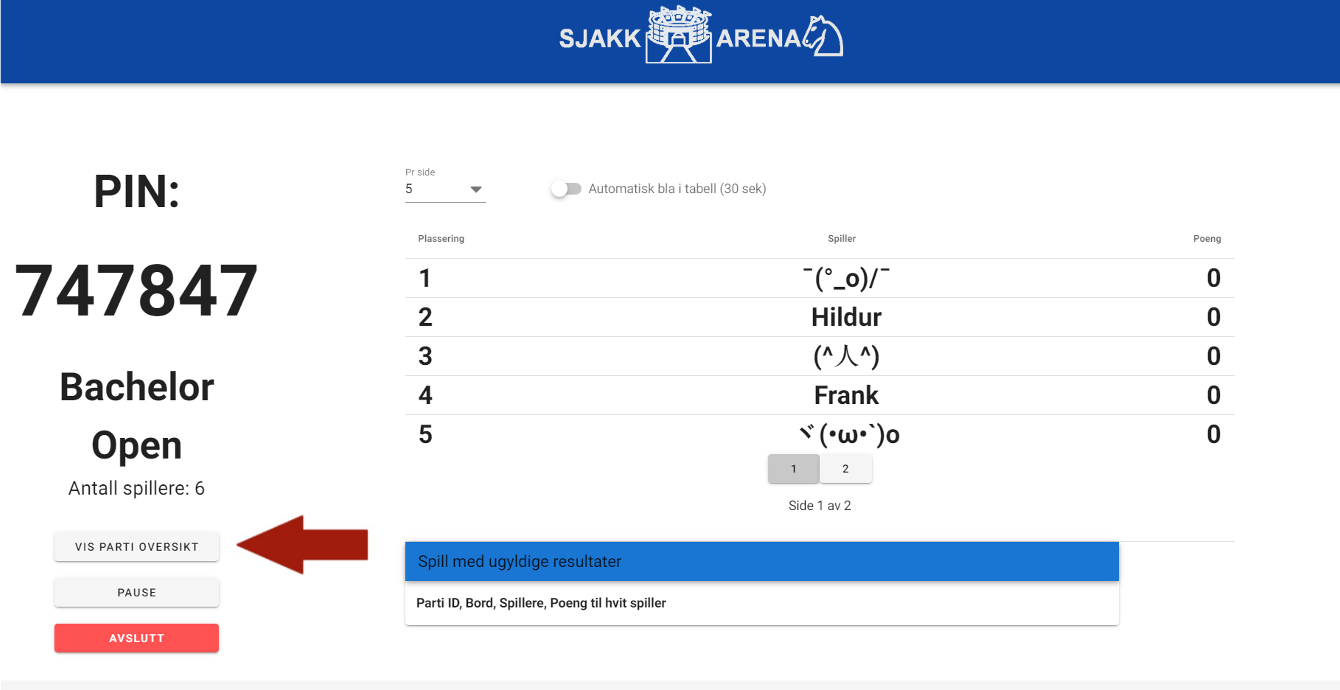 SJAKK ARENA
PIN:
747847
Bachelor
Open
Antall spillere: 6
VIS PARTI OVERSIKT
PAUSE
AVSLUTT
Pr side
5
Automatisk bla i tabell (30 sek)
Plassering Spiller Poeng
1 ¯(°_o)/¯ 0
2 Hildur 0
3 (^人^) 0
4 Frank 0
5 ヾ(•ω•`)o 0
1 2
Side 1 av 2
Spill med ugyldige resultater
Parti ID, Bord, Spillere, Poeng til hvit spiller